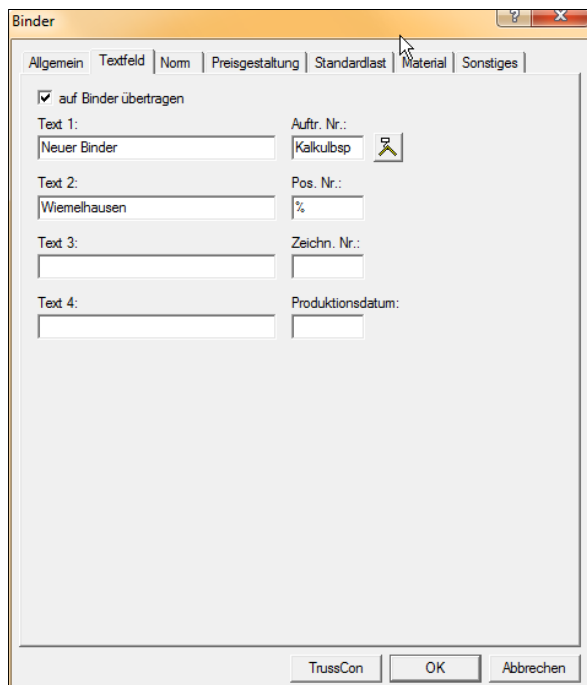 Binder
Allgemein Textfeld Norm Preisgestaltung Standardlast Material Sonstiges
auf Binder übertragen
Text 1: Auftr. Nr.:
Neuer Binder Kalkulbsp
Text 2: Pos. Nr.:
Wiemelhausen %
Text 3: Zeichn. Nr.:
Text 4: Produktionsdatum:
TrussCon OK Abbrechen